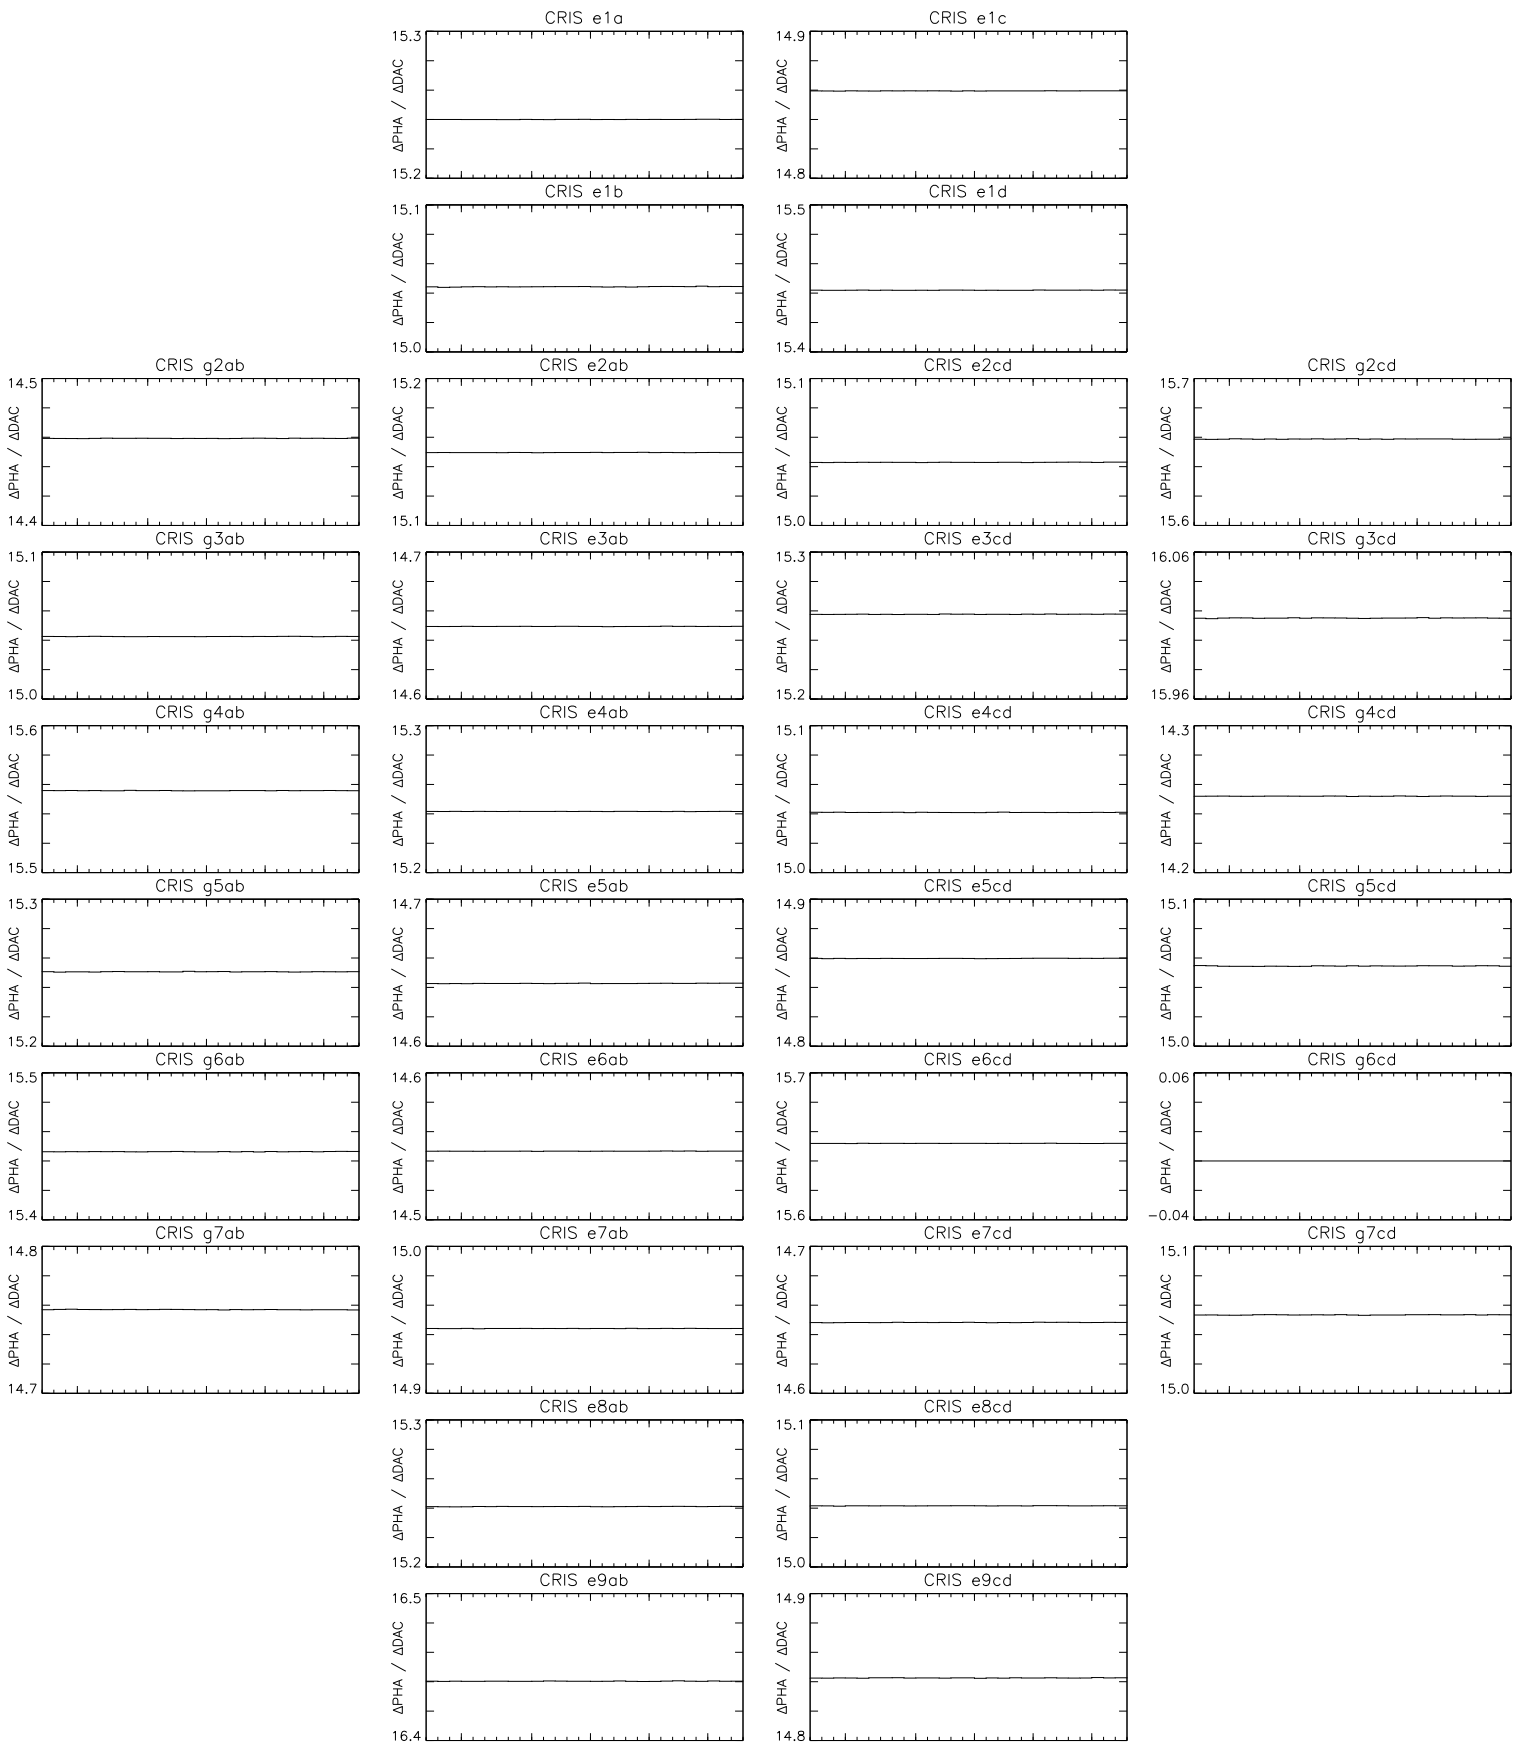 CRIS e1a
15.3
ΔPHA / ΔDAC
15.2
CRIS e1c
14.9
ΔPHA / ΔDAC
14.8
CRIS e1b
15.1
ΔPHA / ΔDAC
15.0
CRIS e1d
15.5
ΔPHA / ΔDAC
15.4
CRIS g2ab
14.5
ΔPHA / ΔDAC
14.4
CRIS e2ab
15.2
ΔPHA / ΔDAC
15.1
CRIS e2cd
15.1
ΔPHA / ΔDAC
15.0
CRIS g2cd
15.7
ΔPHA / ΔDAC
15.6
CRIS g3ab
15.1
ΔPHA / ΔDAC
15.0
CRIS e3ab
14.7
ΔPHA / ΔDAC
14.6
CRIS e3cd
15.3
ΔPHA / ΔDAC
15.2
CRIS g3cd
16.06
ΔPHA / ΔDAC
15.96
CRIS g4ab
15.6
ΔPHA / ΔDAC
15.5
CRIS e4ab
15.3
ΔPHA / ΔDAC
15.2
CRIS e4cd
15.1
ΔPHA / ΔDAC
15.0
CRIS g4cd
14.3
ΔPHA / ΔDAC
14.2
CRIS g5ab
15.3
ΔPHA / ΔDAC
15.2
CRIS e5ab
14.7
ΔPHA / ΔDAC
14.6
CRIS e5cd
14.9
ΔPHA / ΔDAC
14.8
CRIS g5cd
15.1
ΔPHA / ΔDAC
15.0
CRIS g6ab
15.5
ΔPHA / ΔDAC
15.4
CRIS e6ab
14.6
ΔPHA / ΔDAC
14.5
CRIS e6cd
15.7
ΔPHA / ΔDAC
15.6
CRIS g6cd
0.06
ΔPHA / ΔDAC
−0.04
CRIS g7ab
14.8
ΔPHA / ΔDAC
14.7
CRIS e7ab
15.0
ΔPHA / ΔDAC
14.9
CRIS e7cd
14.7
ΔPHA / ΔDAC
14.6
CRIS g7cd
15.1
ΔPHA / ΔDAC
15.0
CRIS e8ab
15.3
ΔPHA / ΔDAC
15.2
CRIS e8cd
15.1
ΔPHA / ΔDAC
15.0
CRIS e9ab
16.5
ΔPHA / ΔDAC
16.4
CRIS e9cd
14.9
ΔPHA / ΔDAC
14.8